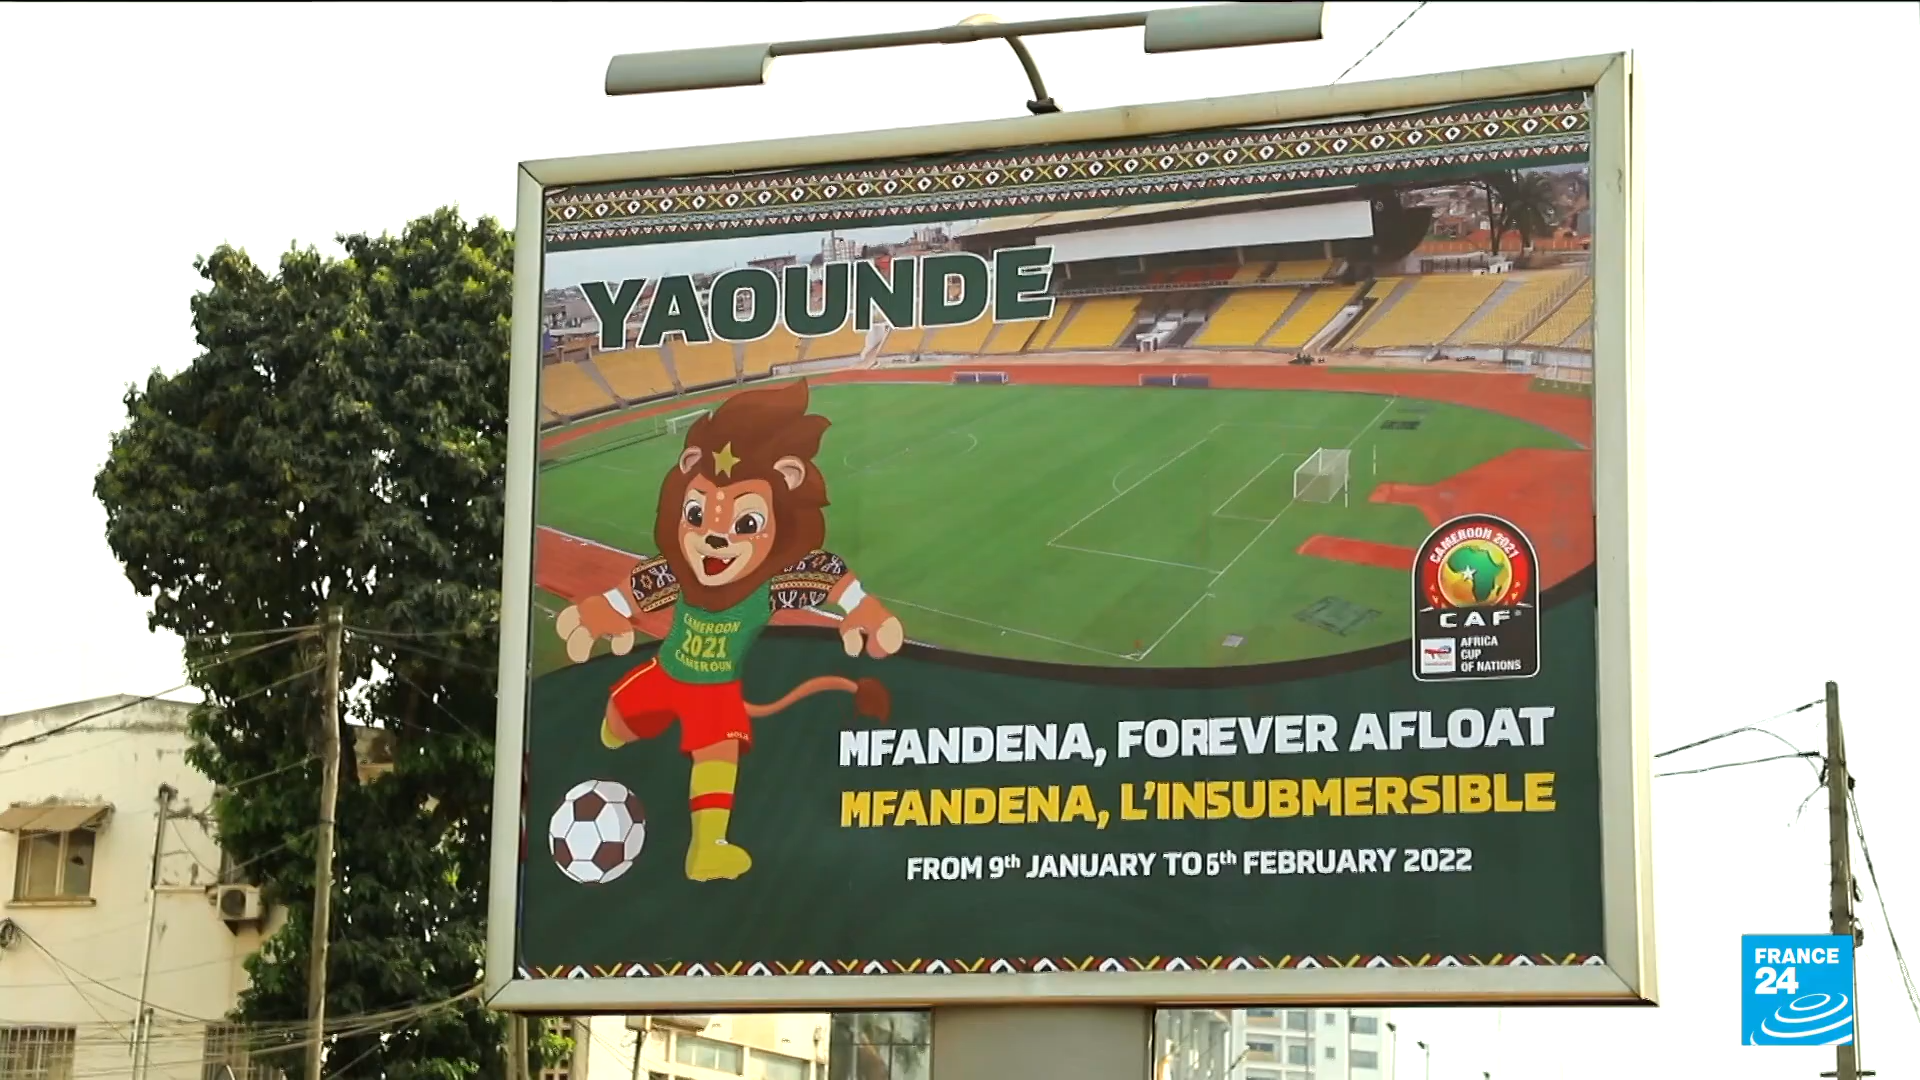 YAOUNDE
CAMEROON
2021
CAMEROUN
CAMEROON 2021
CAF
AFRICA
CUP
OF NATIONS
MFANDENA, FOREVER AFLOAT
MFANDENA, L'INSUBMERSIBLE
FROM 9th JANUARY TO 6th FEBRUARY 2022
FRANCE
24